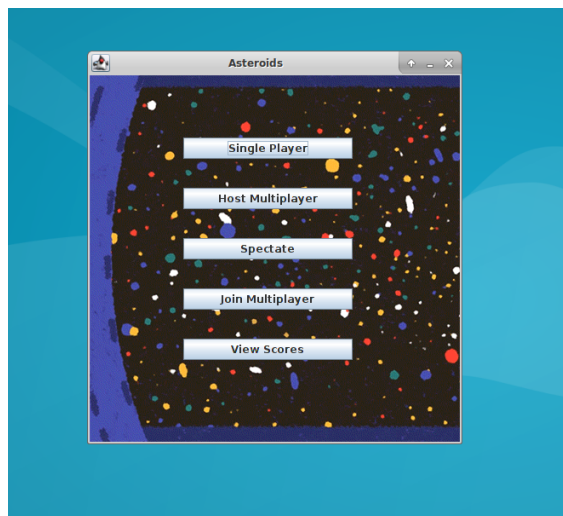 Asteroids
Single Player
Host Multiplayer
Spectate
Join Multiplayer
View Scores